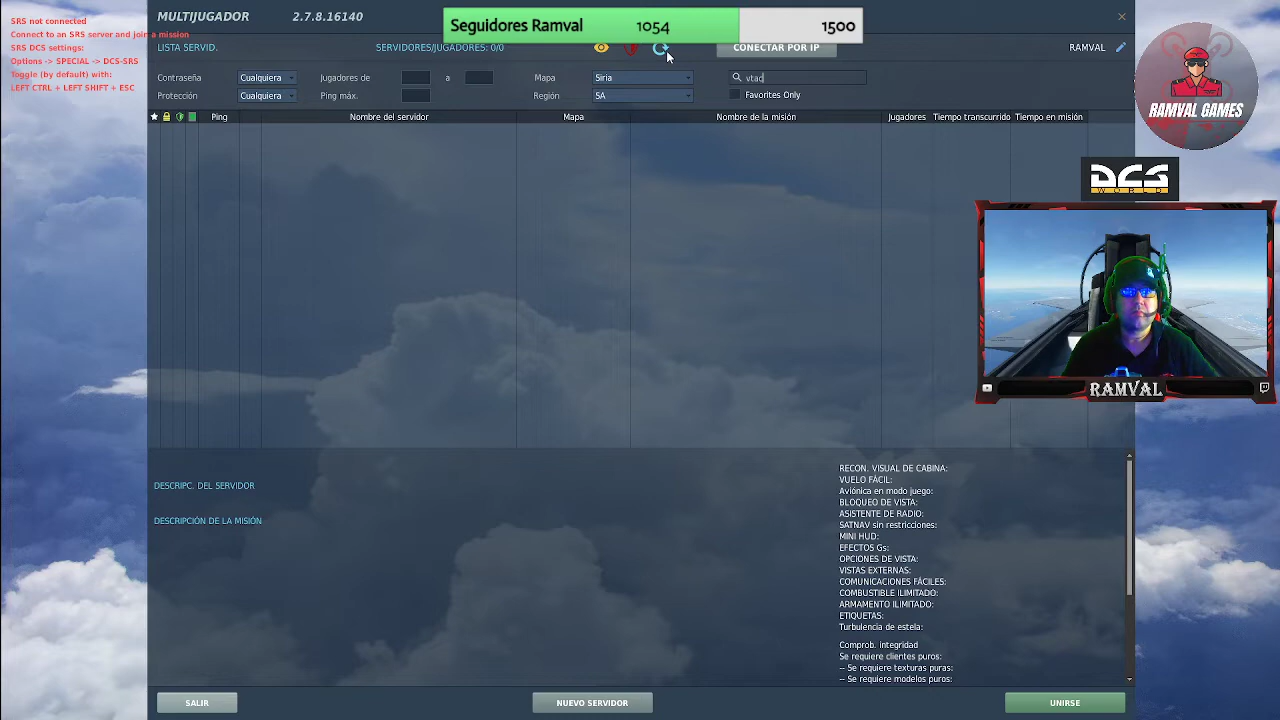 SRS not connected
Connect to an SRS server and join a mission
SRS DCS settings:
Options -> SPECIAL -> DCS-SRS
Toggle (by default) with:
LEFT CTRL + LEFT SHIFT + ESC
MULTIJUGADOR 2.7.8.16140
Seguidores Ramval 1054 1500
LISTA SERVID. SERVIDORES/JUGADORES: 0/0 CONECTAR POR IP RAMVAL
Contraseña Cualquiera Jugadores de a Mapa Siria vtac
Protección Cualquiera Ping máx. Región SA Favorites Only
Ping Nombre del servidor Mapa Nombre de la misión Jugadores Tiempo transcurrido Tiempo en misión
RAMVAL GAMES
DCS
WORLD
RAMVAL
DESCRIPC. DEL SERVIDOR
DESCRIPCIÓN DE LA MISIÓN
RECON. VISUAL DE CABINA:
VUELO FÁCIL:
Aviónica en modo juego:
BLOQUEO DE VISTA:
ASISTENTE DE RADIO:
SATNAV sin restricciones:
MINI HUD:
EFECTOS Gs:
OPCIONES DE VISTA:
VISTAS EXTERNAS:
COMUNICACIONES FÁCILES:
COMBUSTIBLE ILIMITADO:
ARMAMENTO ILIMITADO:
ETIQUETAS:
Turbulencia de estela:
Comprob. integridad
Se requiere clientes puros:
-- Se requiere texturas puras:
-- Se requiere modelos puros:
SALIR NUEVO SERVIDOR UNIRSE